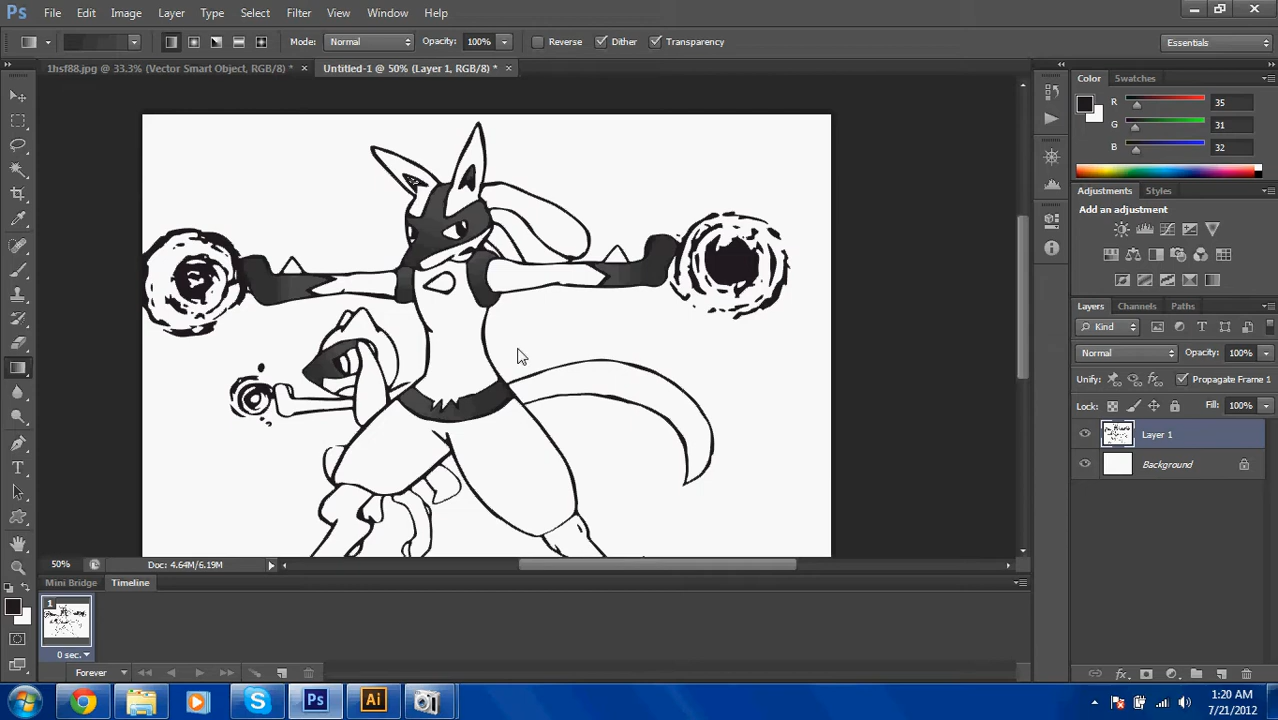 Ps File Edit Image Layer Type Select Filter View Window Help
Mode: Normal Opacity: 100% Reverse Dither Transparency Essentials
1hsf88.jpg @ 33.3% (Vector Smart Object, RGB/8) * × Untitled-1 @ 50% (Layer 1, RGB/8) * ×
Color Swatches
R 35
G 31
B 32
Adjustments Styles
Add an adjustment
Layers Channels Paths
Kind
Normal Opacity: 100%
Unify: Propagate Frame 1
Lock: Fill: 100%
Layer 1
Background
50% Doc: 4.64M/6.19M
Mini Bridge Timeline
1
0 sec.
Forever
Ps Ai
1:20 AM
7/21/2012